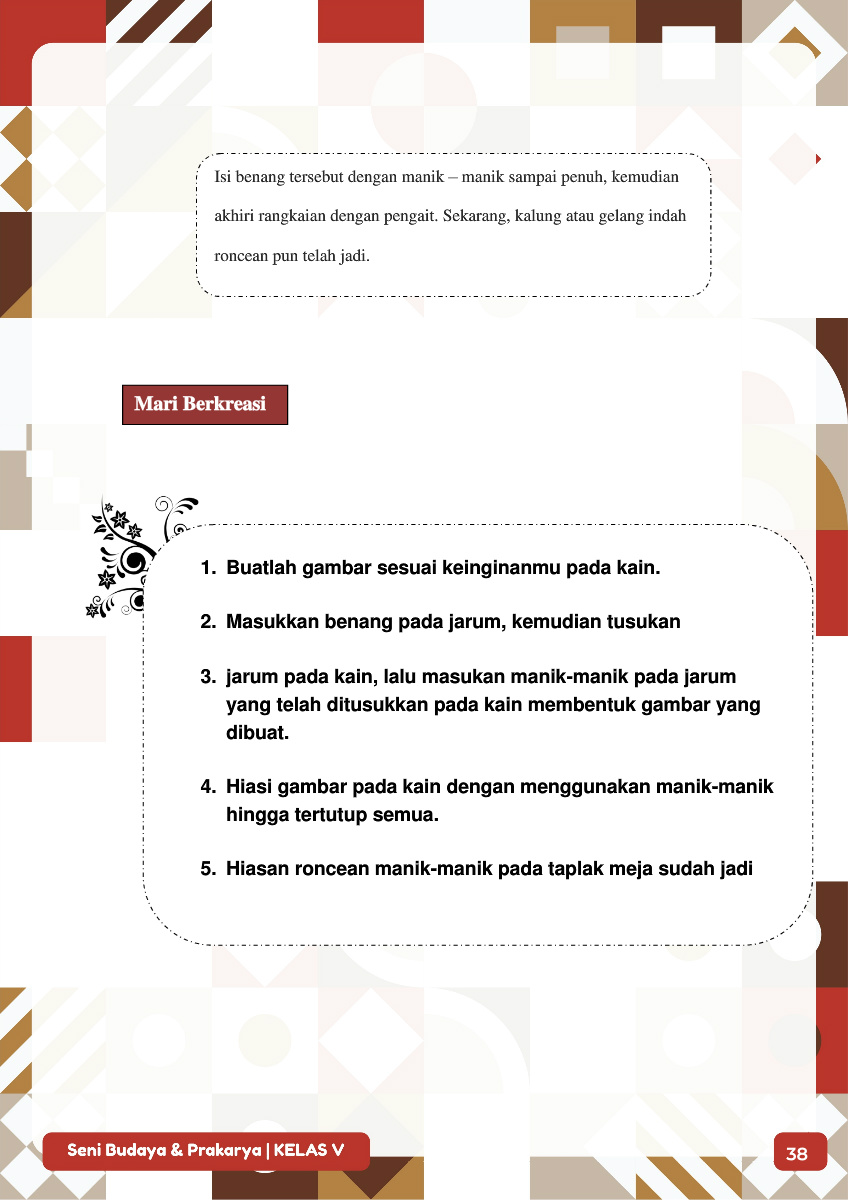 Isi benang tersebut dengan manik – manik sampai penuh, kemudian
akhiri rangkaian dengan pengait. Sekarang, kalung atau gelang indah
roncean pun telah jadi.
Mari Berkreasi
1. Buatlah gambar sesuai keinginanmu pada kain.
2. Masukkan benang pada jarum, kemudian tusukan
3. jarum pada kain, lalu masukan manik-manik pada jarum
yang telah ditusukkan pada kain membentuk gambar yang
dibuat.
4. Hiasi gambar pada kain dengan menggunakan manik-manik
hingga tertutup semua.
5. Hiasan roncean manik-manik pada taplak meja sudah jadi
Seni Budaya & Prakarya | KELAS V
38